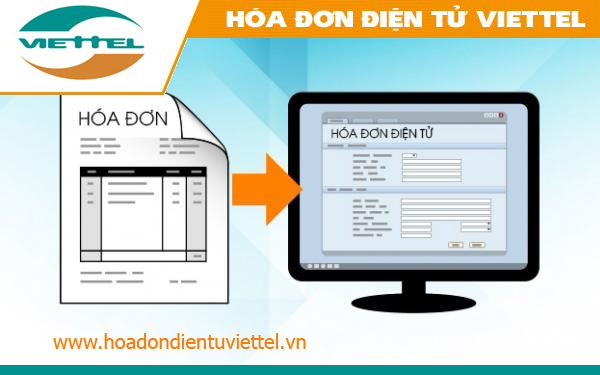 VIETTEL
HÓA ĐƠN ĐIỆN TỬ VIETTEL
HÓA ĐƠN
HÓA ĐƠN ĐIỆN TỬ
www.hoadondientuviettel.vn